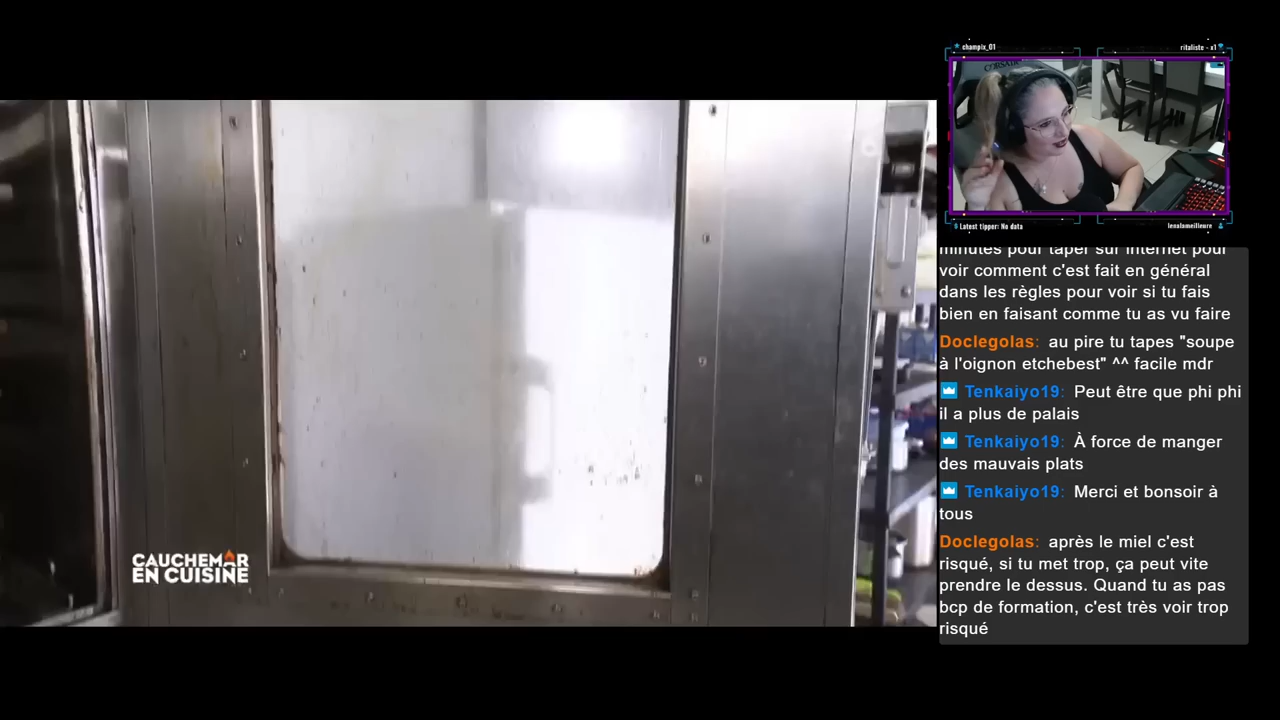 champix_01
ritaliste - x1
CORSAIR
Latest tipper: No data
lenalameilleure
minutes pour taper sur internet pour
voir comment c'est fait en général
dans les règles pour voir si tu fais
bien en faisant comme tu as vu faire
Doclegolas: au pire tu tapes "soupe
à l'oignon etchebest" ^^ facile mdr
Tenkaiyo19: Peut être que phi phi
il a plus de palais
Tenkaiyo19: À force de manger
des mauvais plats
Tenkaiyo19: Merci et bonsoir à
tous
Doclegolas: après le miel c'est
risqué, si tu met trop, ça peut vite
prendre le dessus. Quand tu as pas
bcp de formation, c'est très voir trop
risqué
CAUCHEMAR
EN CUISINE